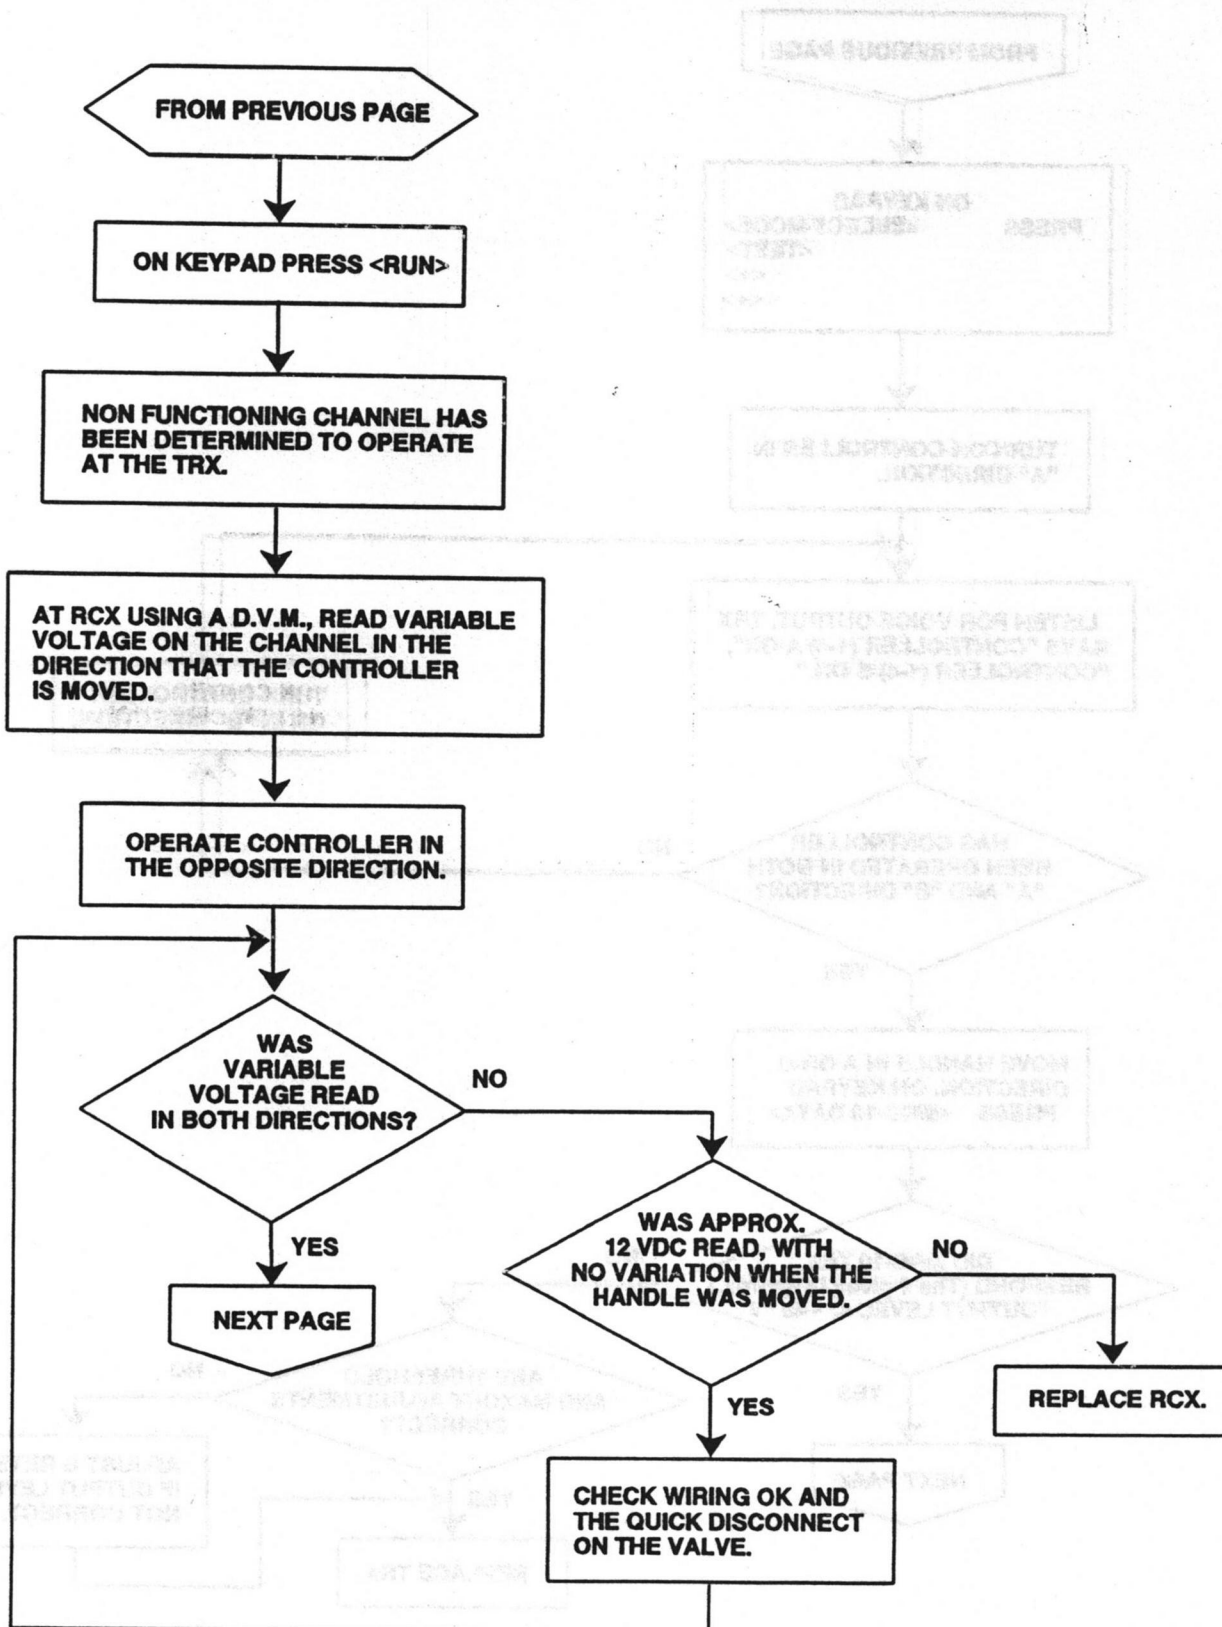 FROM PREVIOUS PAGE
ON KEYPAD PRESS <RUN>
NON FUNCTIONING CHANNEL HAS
BEEN DETERMINED TO OPERATE
AT THE TRX.
AT RCX USING A D.V.M., READ VARIABLE
VOLTAGE ON THE CHANNEL IN THE
DIRECTION THAT THE CONTROLLER
IS MOVED.
OPERATE CONTROLLER IN
THE OPPOSITE DIRECTION.
WAS
VARIABLE
VOLTAGE READ
IN BOTH DIRECTIONS?
NO
YES
NEXT PAGE
WAS APPROX.
12 VDC READ, WITH
NO VARIATION WHEN THE
HANDLE WAS MOVED.
NO
REPLACE RCX.
YES
CHECK WIRING OK AND
THE QUICK DISCONNECT
ON THE VALVE.